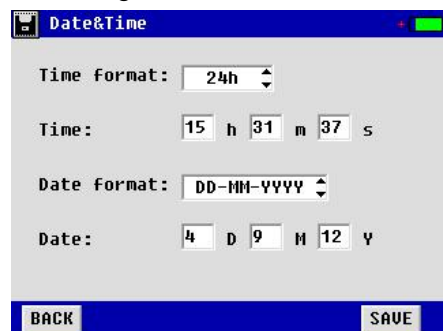 Date&Time
Time format: 24h
Time: 15 h 31 m 37 s
Date format: DD-MM-YYYY
Date: 4 D 9 M 12 Y
BACK SAVE